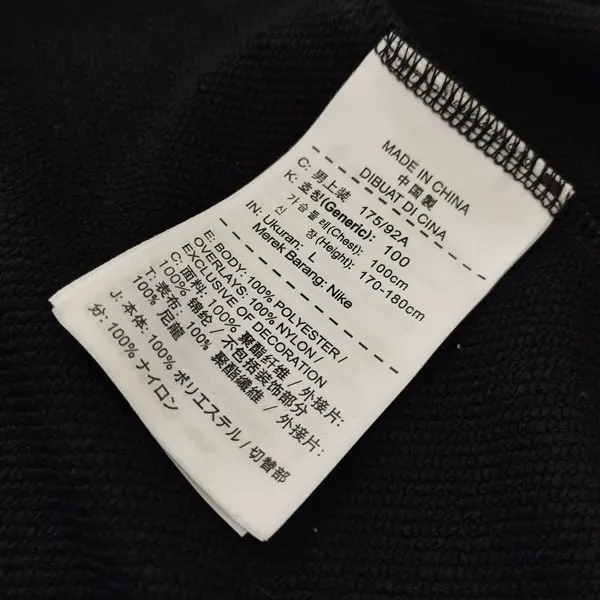 MADE IN CHINA
中国製
DIBUAT DI CINA
C: 男上装 175/92A
K: 호칭(Generic): 100
가슴둘레(Chest): 100cm
신 장(Height): 170-180cm
IN: Ukuran: L
Merek Barang: Nike
E: BODY: 100% POLYESTER /
OVERLAYS: 100% NYLON /
EXCLUSIVE OF DECORATION
C: 面料: 100% 聚酯纤维 / 外接片:
100% 锦纶 / 不包括装饰部分
T: 表布: 100% 聚酯纖維 / 外接片:
100% 尼龍
J: 本体: 100% ポリエステル / 切替部
分: 100% ナイロン